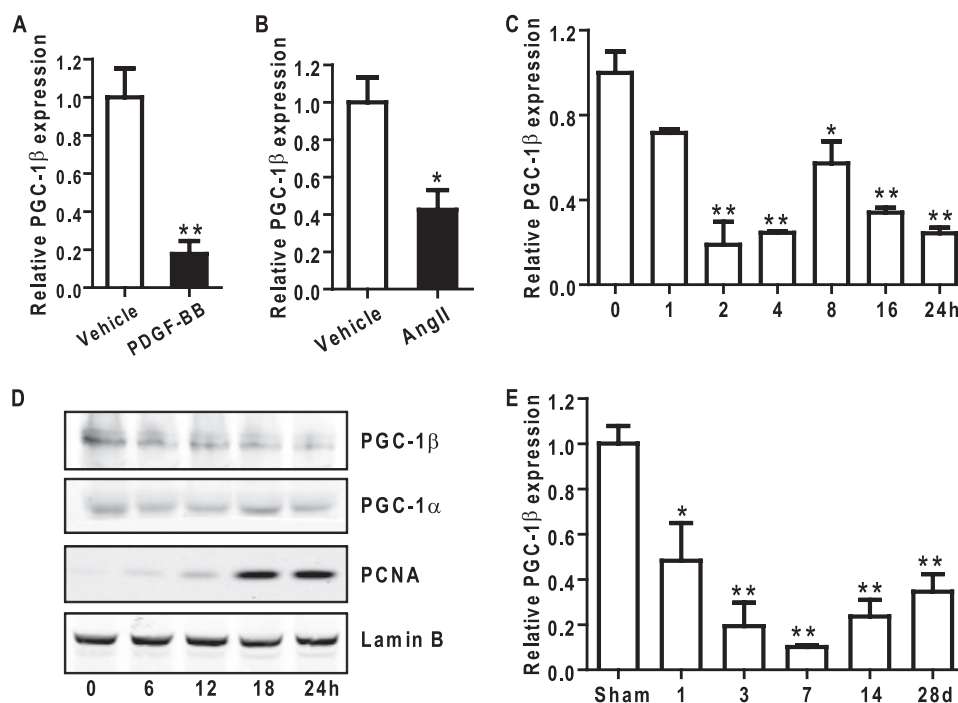 A
Relative PGC-1β expression
1.2
1.0
0.8
0.6
0.4
0.2
0.0
**
Vehicle
PDGF-BB
B
Relative PGC-1β expression
1.2
1.0
0.8
0.6
0.4
0.2
0.0
*
Vehicle
AngII
C
Relative PGC-1β expression
1.2
0.8
0.4
0.0
** ** * ** **
0 1 2 4 8 16 24h
D
PGC-1β
PGC-1α
PCNA
Lamin B
0 6 12 18 24h
E
Relative PGC-1β expression
1.2
1.0
0.8
0.6
0.4
0.2
0.0
* ** ** ** **
Sham 1 3 7 14 28d